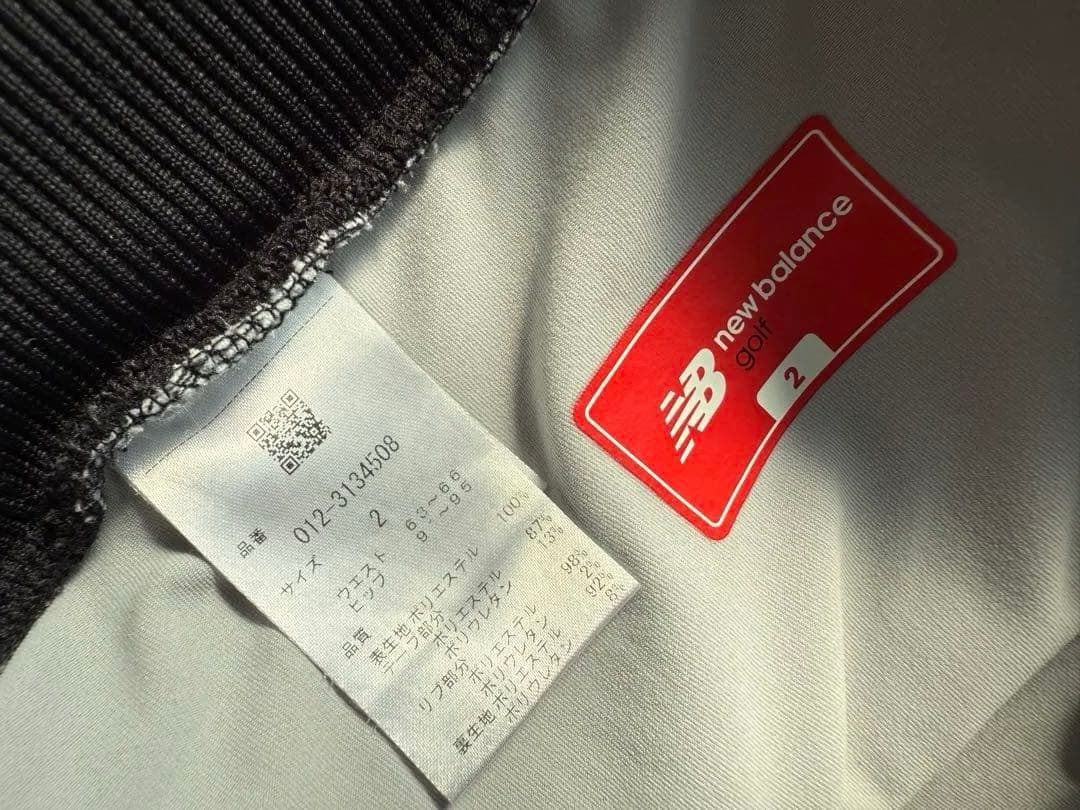 品番 012-3134508
サイズ 2
ウエスト 63~66
ヒップ ~95
品質
表生地 ポリエステル 100%
テープ部分
ポリエステル 87%
ポリウレタン 13%
リブ部分 ポリエステル 98%
ポリウレタン 2%
裏生地 ポリエステル 92%
ポリウレタン 8%
NB new balance
golf
2